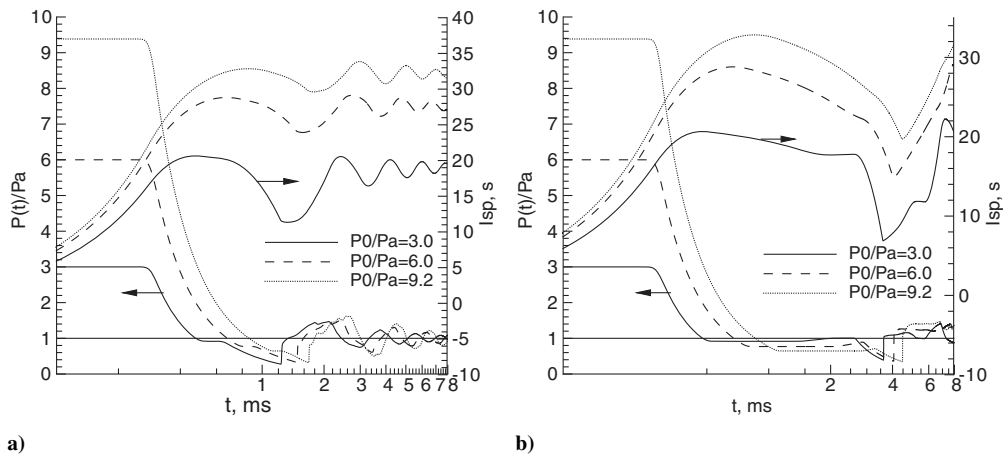 10
9
8
7
6
5
4
3
2
1
0
P(t)/Pa
40
35
30
25
20
15
10
5
0
-5
-10
Isp, s
P0/Pa=3.0
P0/Pa=6.0
P0/Pa=9.2
1 2 3 4 5 6 7 8
t, ms
a)
10
9
8
7
6
5
4
3
2
1
0
P(t)/Pa
30
20
10
0
-10
Isp, s
P0/Pa=3.0
P0/Pa=6.0
P0/Pa=9.2
2 4 6 8
t, ms
b)